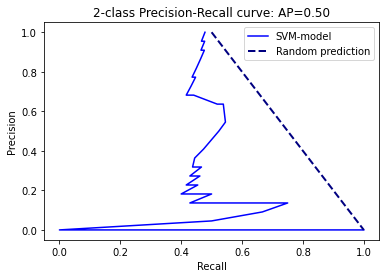 2-class Precision-Recall curve: AP=0.50
SVM-model
Random prediction
Precision
1.0
0.8
0.6
0.4
0.2
0.0
0.0 0.2 0.4 0.6 0.8 1.0
Recall